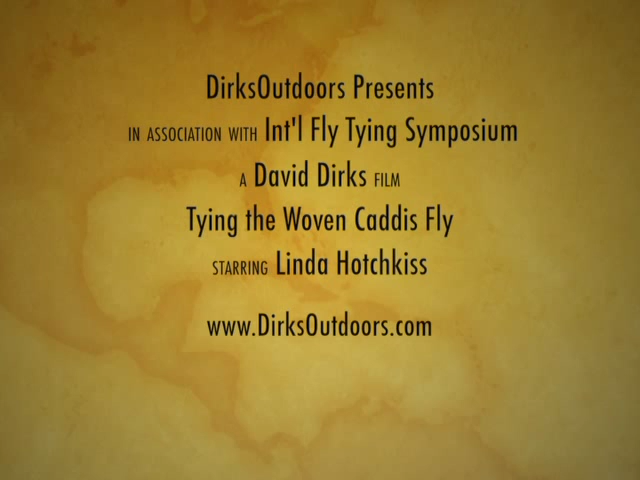 DirksOutdoors Presents
IN ASSOCIATION WITH Int'l Fly Tying Symposium
A David Dirks FILM
Tying the Woven Caddis Fly
STARRING Linda Hotchkiss
www.DirksOutdoors.com